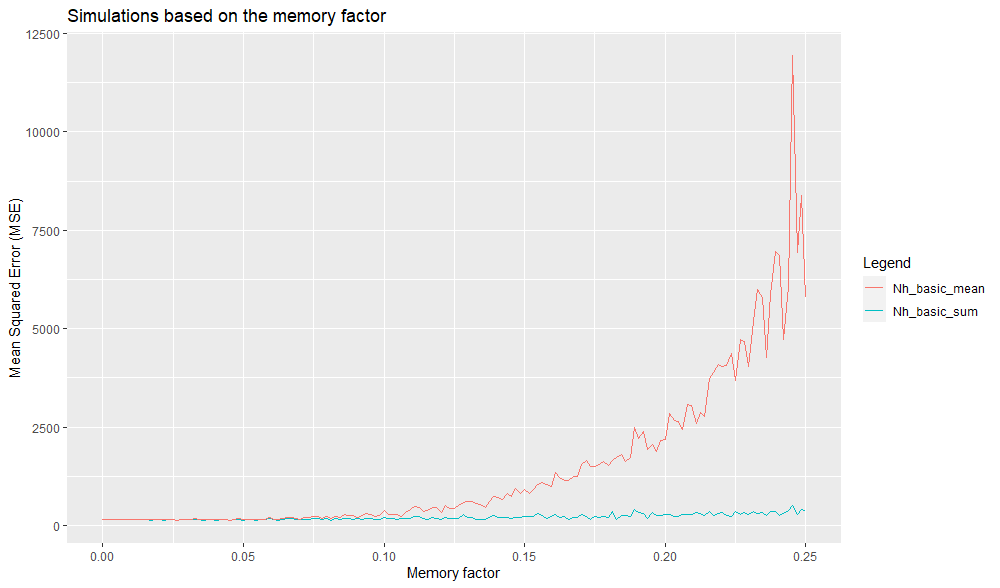 Simulations based on the memory factor
12500
10000
7500
5000
2500
0
Mean Squared Error (MSE)
0.00 0.05 0.10 0.15 0.20 0.25
Memory factor
Legend
Nh_basic_mean
Nh_basic_sum